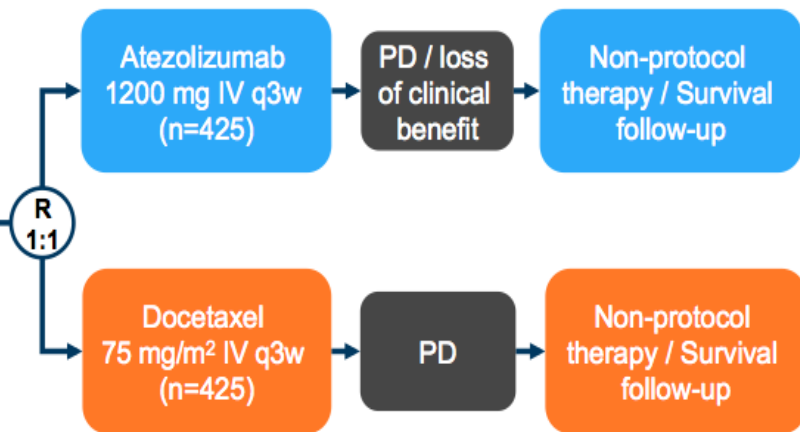 Atezolizumab
1200 mg IV q3w
(n=425)
PD / loss
of clinical
benefit
Non-protocol
therapy / Survival
follow-up
R
1:1
Docetaxel
75 mg/m² IV q3w
(n=425)
PD
Non-protocol
therapy / Survival
follow-up